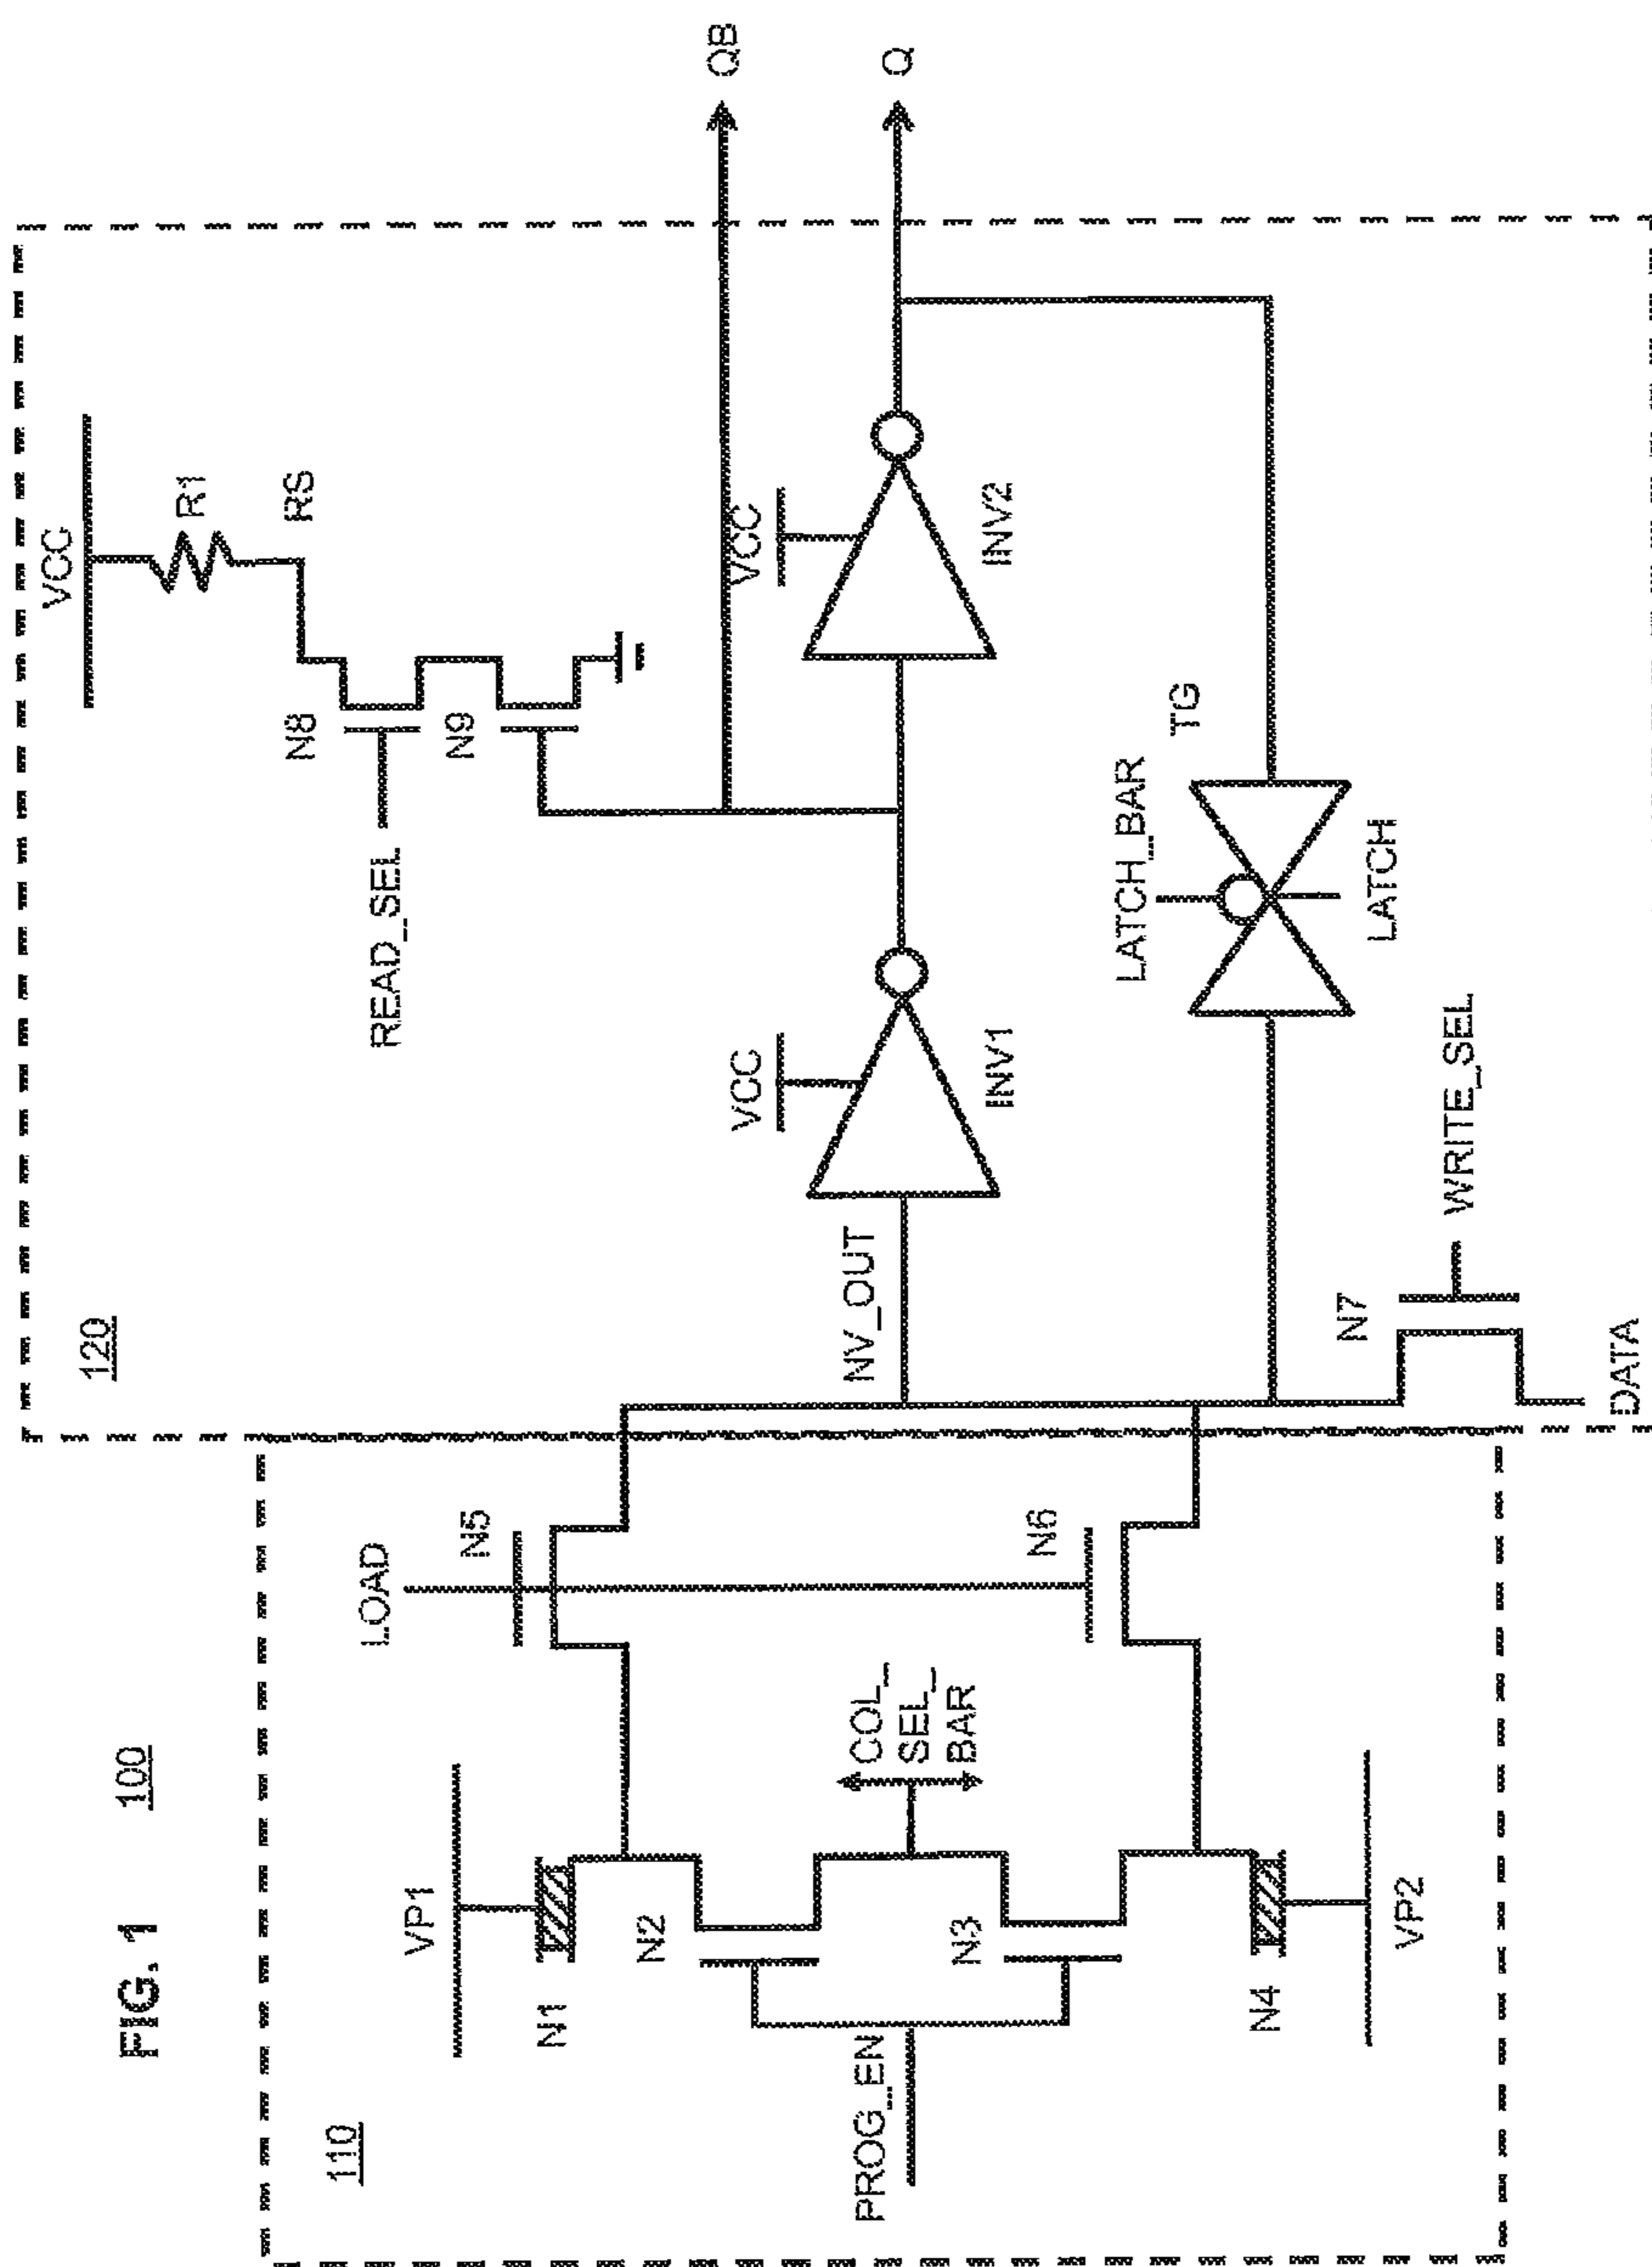 FIG. 1
100
110
120
VP1
N1
N2
N3
N4
VP2
PROG_EN
COL_
SEL_
BAR
LOAD
N5
N6
NV_OUT
N7
WRITE_SEL
DATA
VCC
INV1
READ_SEL
N8
N9
VCC
R1
RS
VCC
INV2
LATCH_BAR
TG
LATCH
QB
Q